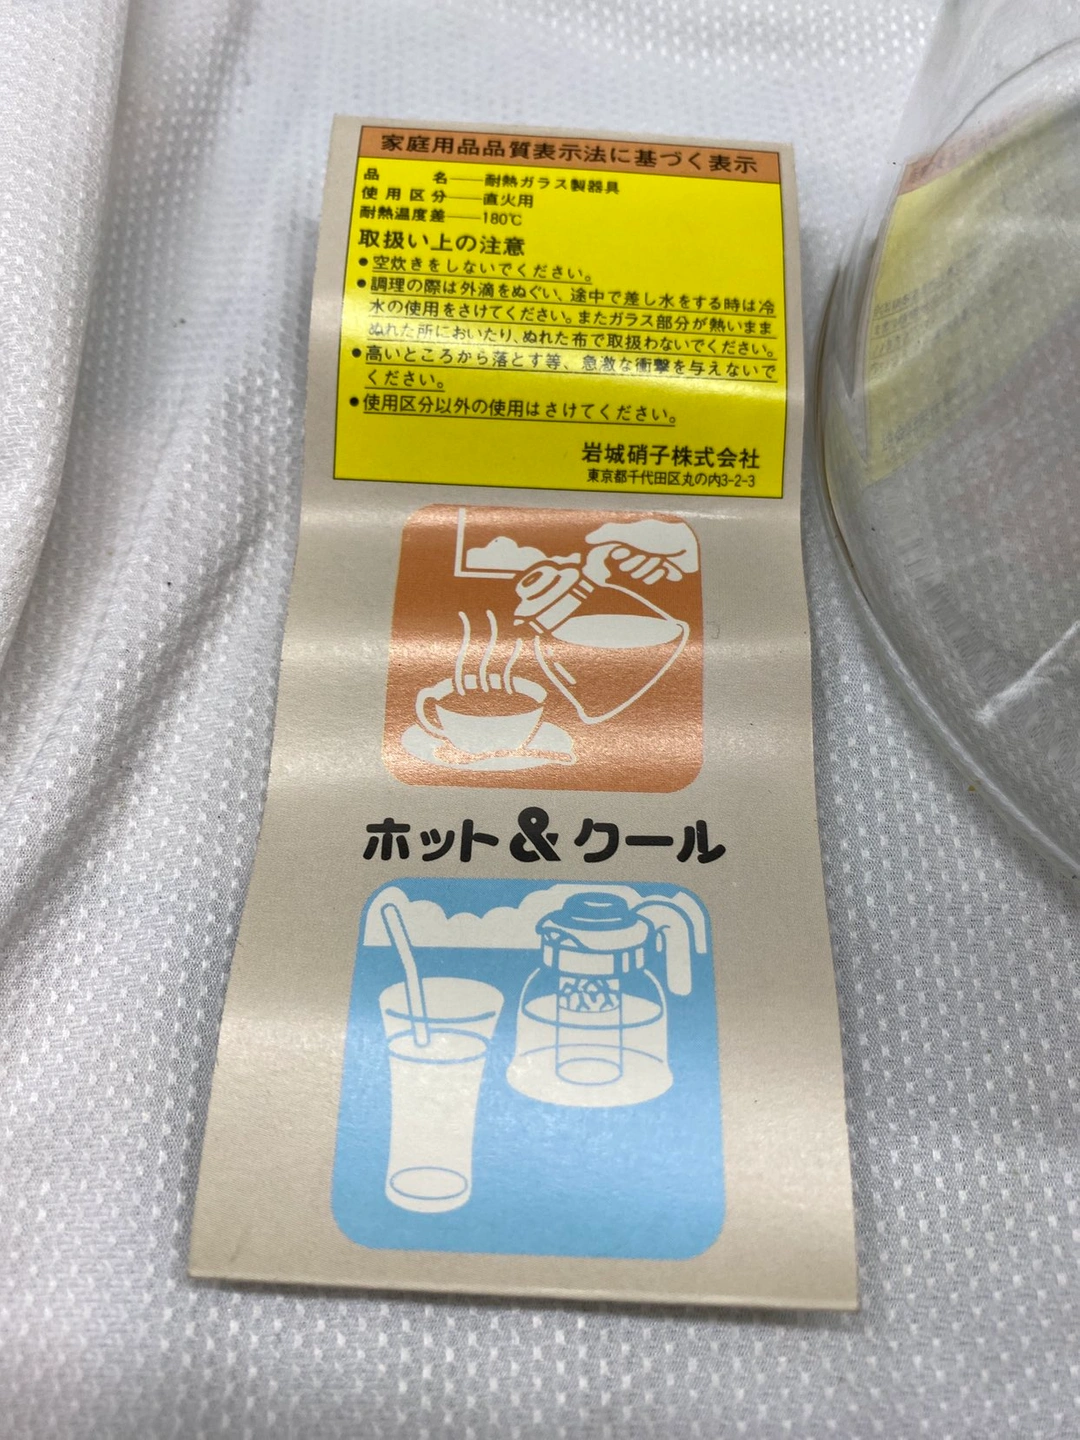 家庭用品品質表示法に基づく表示
品名――耐熱ガラス製器具
使用区分――直火用
耐熱温度差――180℃
取扱い上の注意
●空炊きをしないでください。
●調理の際は外滴をぬぐい、途中で差し水をする時は冷
水の使用をさけてください。またガラス部分が熱いまま
ぬれた所においたり、ぬれた布で取扱わないでください。
●高いところから落とす等、急激な衝撃を与えないで
ください。
●使用区分以外の使用はさけてください。
岩城硝子株式会社
東京都千代田区丸の内3-2-3
ホット&クール